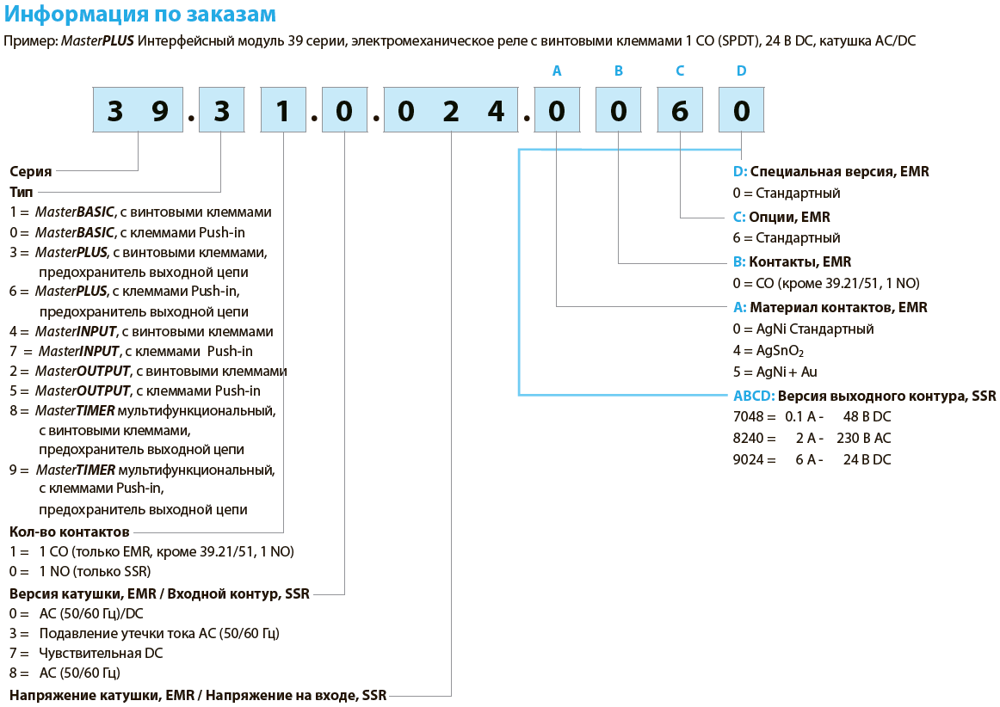 Информация по заказам
Пример: MasterPLUS Интерфейсный модуль 39 серии, электромеханическое реле с винтовыми клеммами 1 CO (SPDT), 24 В DC, катушка AC/DC
A B C D
3 9 . 3 1 . 0 . 0 2 4 . 0 0 6 0
Серия
Тип
1 = MasterBASIC, с винтовыми клеммами
0 = MasterBASIC, с клеммами Push-in
3 = MasterPLUS, с винтовыми клеммами,
предохранитель выходной цепи
6 = MasterPLUS, с клеммами Push-in,
предохранитель выходной цепи
4 = MasterINPUT, с винтовыми клеммами
7 = MasterINPUT, с клеммами Push-in
2 = MasterOUTPUT, с винтовыми клеммами
5 = MasterOUTPUT, с клеммами Push-in
8 = MasterTIMER мультифункциональный,
с винтовыми клеммами,
предохранитель выходной цепи
9 = MasterTIMER мультифункциональный,
с клеммами Push-in,
предохранитель выходной цепи
Кол-во контактов
1 = 1 CO (только EMR, кроме 39.21/51, 1 NO)
0 = 1 NO (только SSR)
Версия катушки, EMR / Входной контур, SSR
0 = AC (50/60 Гц)/DC
3 = Подавление утечки тока AC (50/60 Гц)
7 = Чувствительная DC
8 = AC (50/60 Гц)
Напряжение катушки, EMR / Напряжение на входе, SSR
D: Специальная версия, EMR
0 = Стандартный
C: Опции, EMR
6 = Стандартный
B: Контакты, EMR
0 = CO (кроме 39.21/51, 1 NO)
A: Материал контактов, EMR
0 = AgNi Стандартный
4 = AgSnO₂
5 = AgNi + Au
ABCD: Версия выходного контура, SSR
7048 = 0.1 A - 48 В DC
8240 = 2 A - 230 В AC
9024 = 6 A - 24 В DC